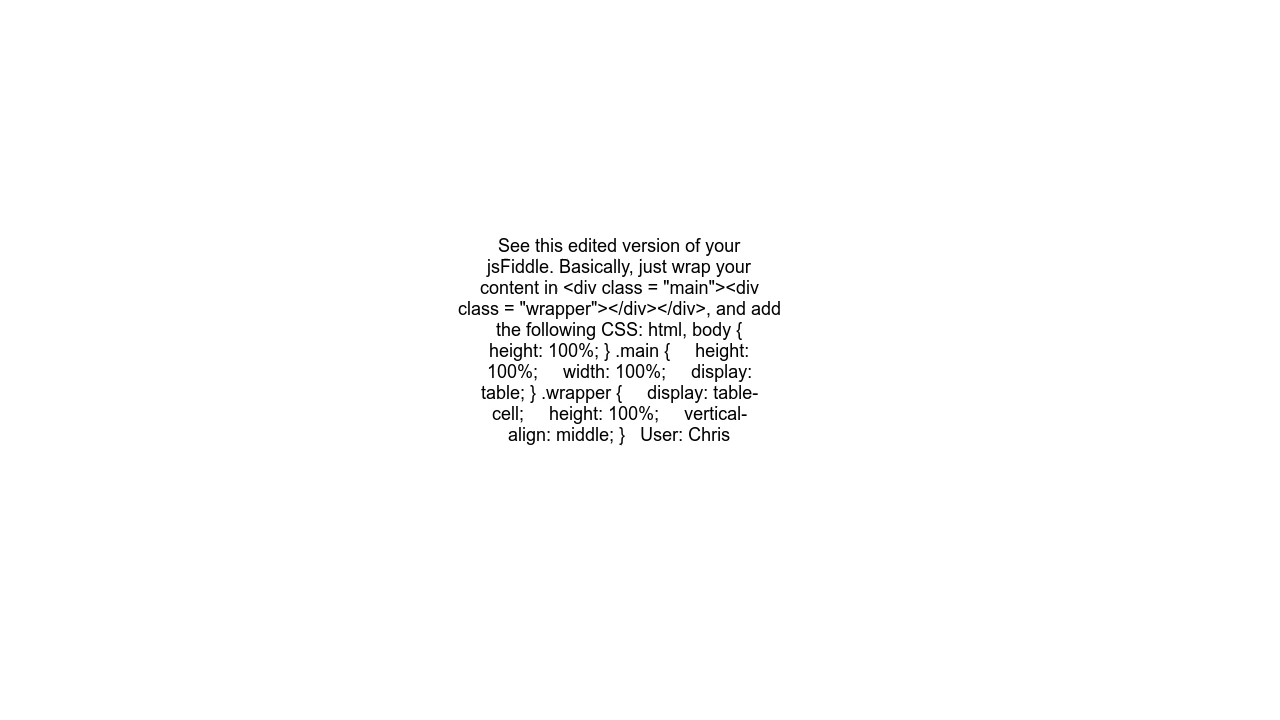 See this edited version of your
jsFiddle. Basically, just wrap your
content in <div class = "main"><div
class = "wrapper"></div></div>, and add
the following CSS: html, body {
height: 100%; } .main {     height:
100%;     width: 100%;     display:
table; } .wrapper {     display: table-
cell;     height: 100%;     vertical-
align: middle; }   User: Chris